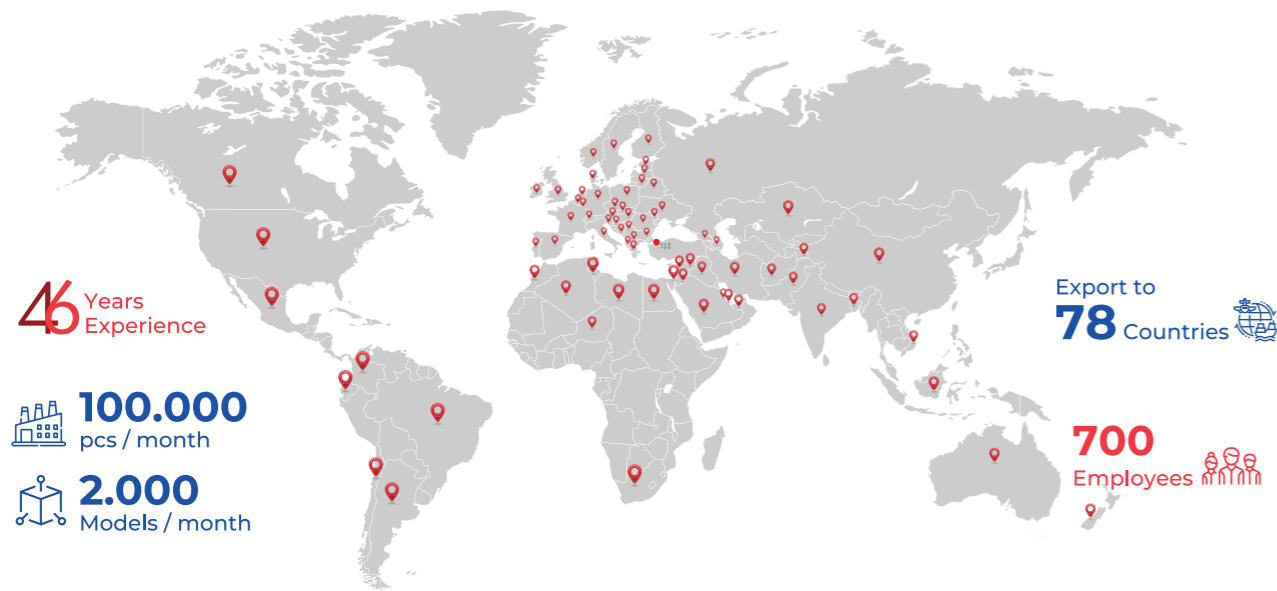 46 Years
Experience
100.000
pcs / month
2.000
Models / month
Export to
78 Countries
700
Employees